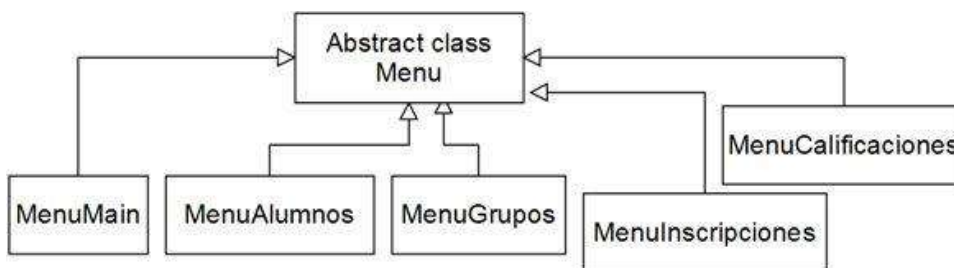 Abstract class
Menu
MenuCalificaciones
MenuMain
MenuAlumnos
MenuGrupos
MenuInscripciones